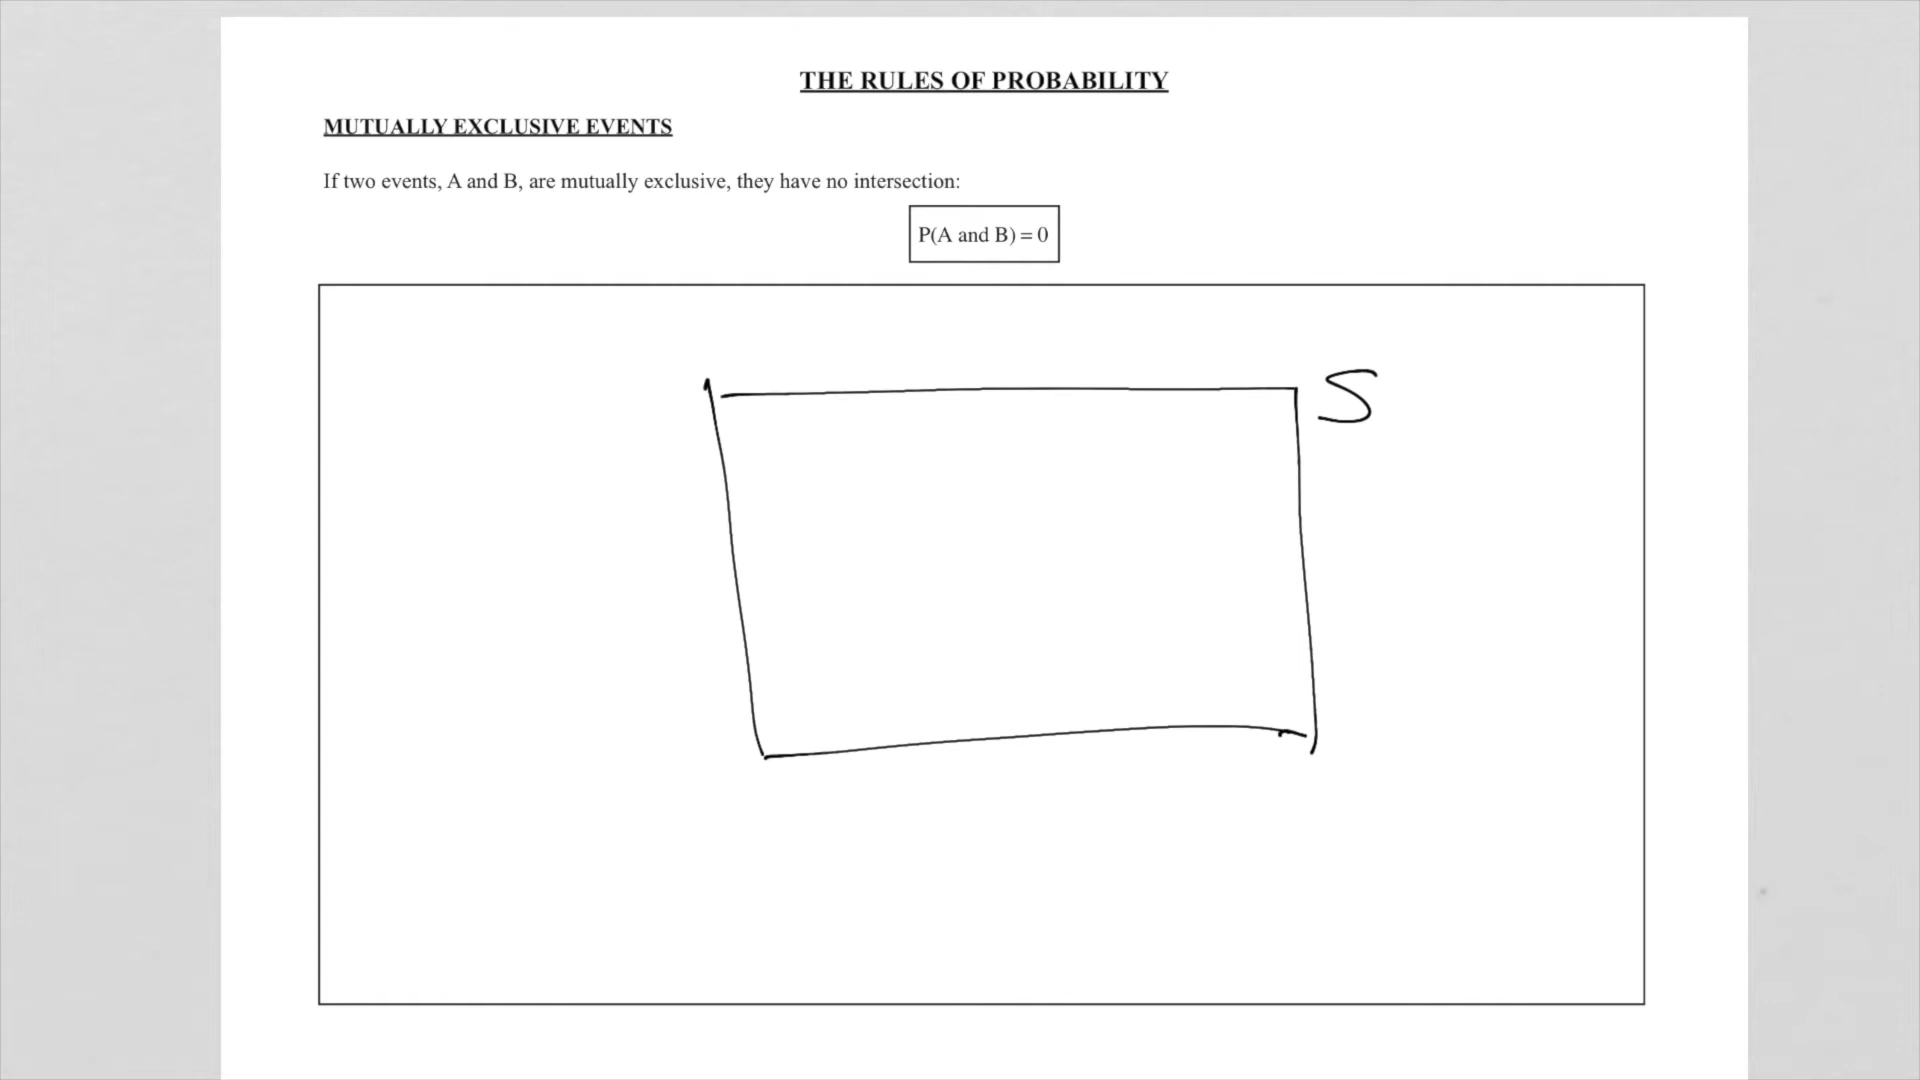 THE RULES OF PROBABILITY
MUTUALLY EXCLUSIVE EVENTS
If two events, A and B, are mutually exclusive, they have no intersection:
P(A and B) = 0
S